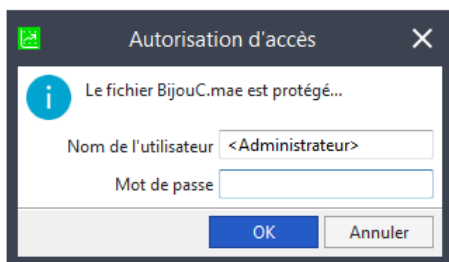 Autorisation d'accès
Le fichier BijouC.mae est protégé...
Nom de l'utilisateur <Administrateur>
Mot de passe
OK Annuler